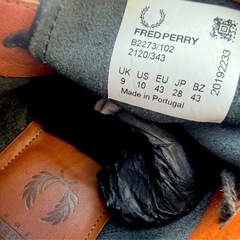 FRED PERRY
B2273/102
2120/343
UK US EU JP BZ
9 10 43 28 43
Made in Portugal
20192233